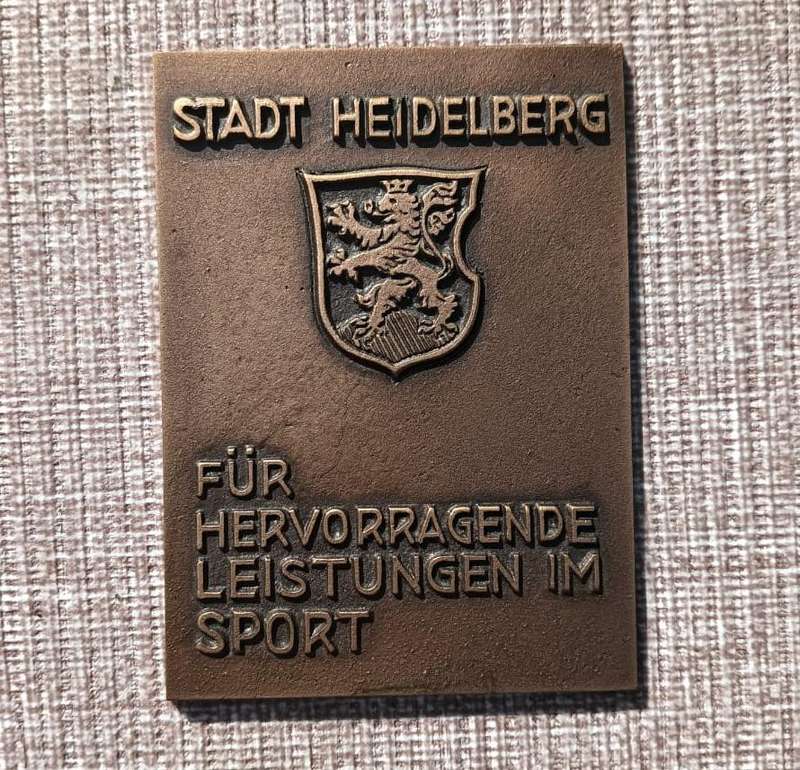 STADT HEIDELBERG
FÜR
HERVORRAGENDE
LEISTUNGEN IM
SPORT